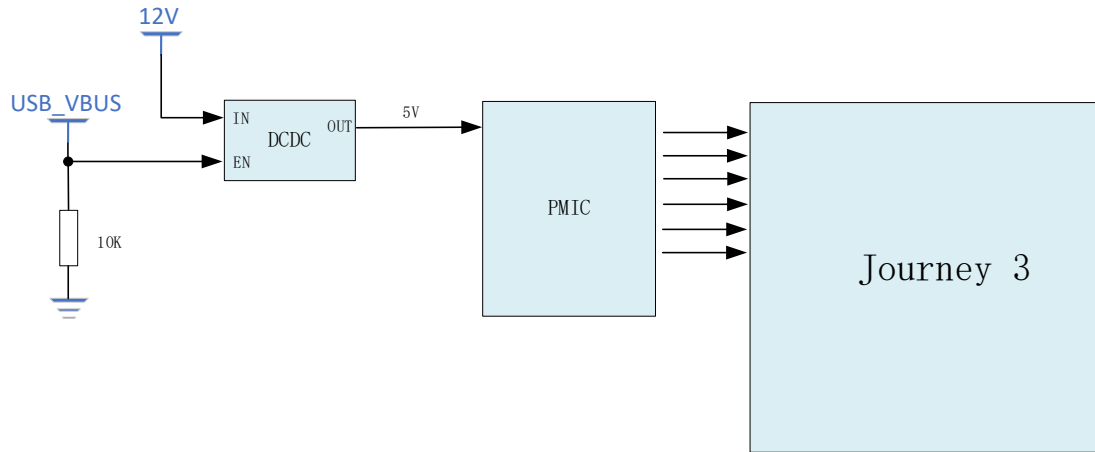 12V
USB_VBUS
IN
DCDC
OUT
EN
5V
10K
PMIC
Journey 3